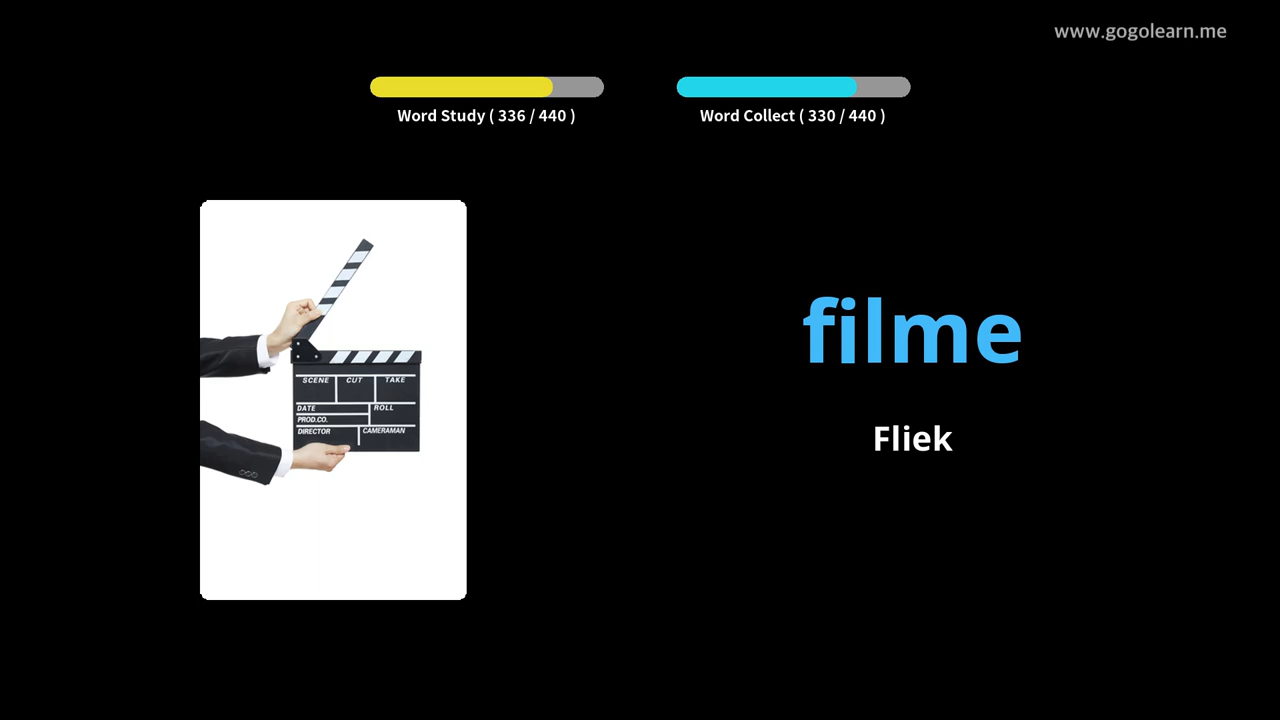 www.gogolearn.me
Word Study ( 336 / 440 )
Word Collect ( 330 / 440 )
filme
Fliek
SCENE CUT TAKE
DATE ROLL
PROD.CO.
DIRECTOR CAMERAMAN